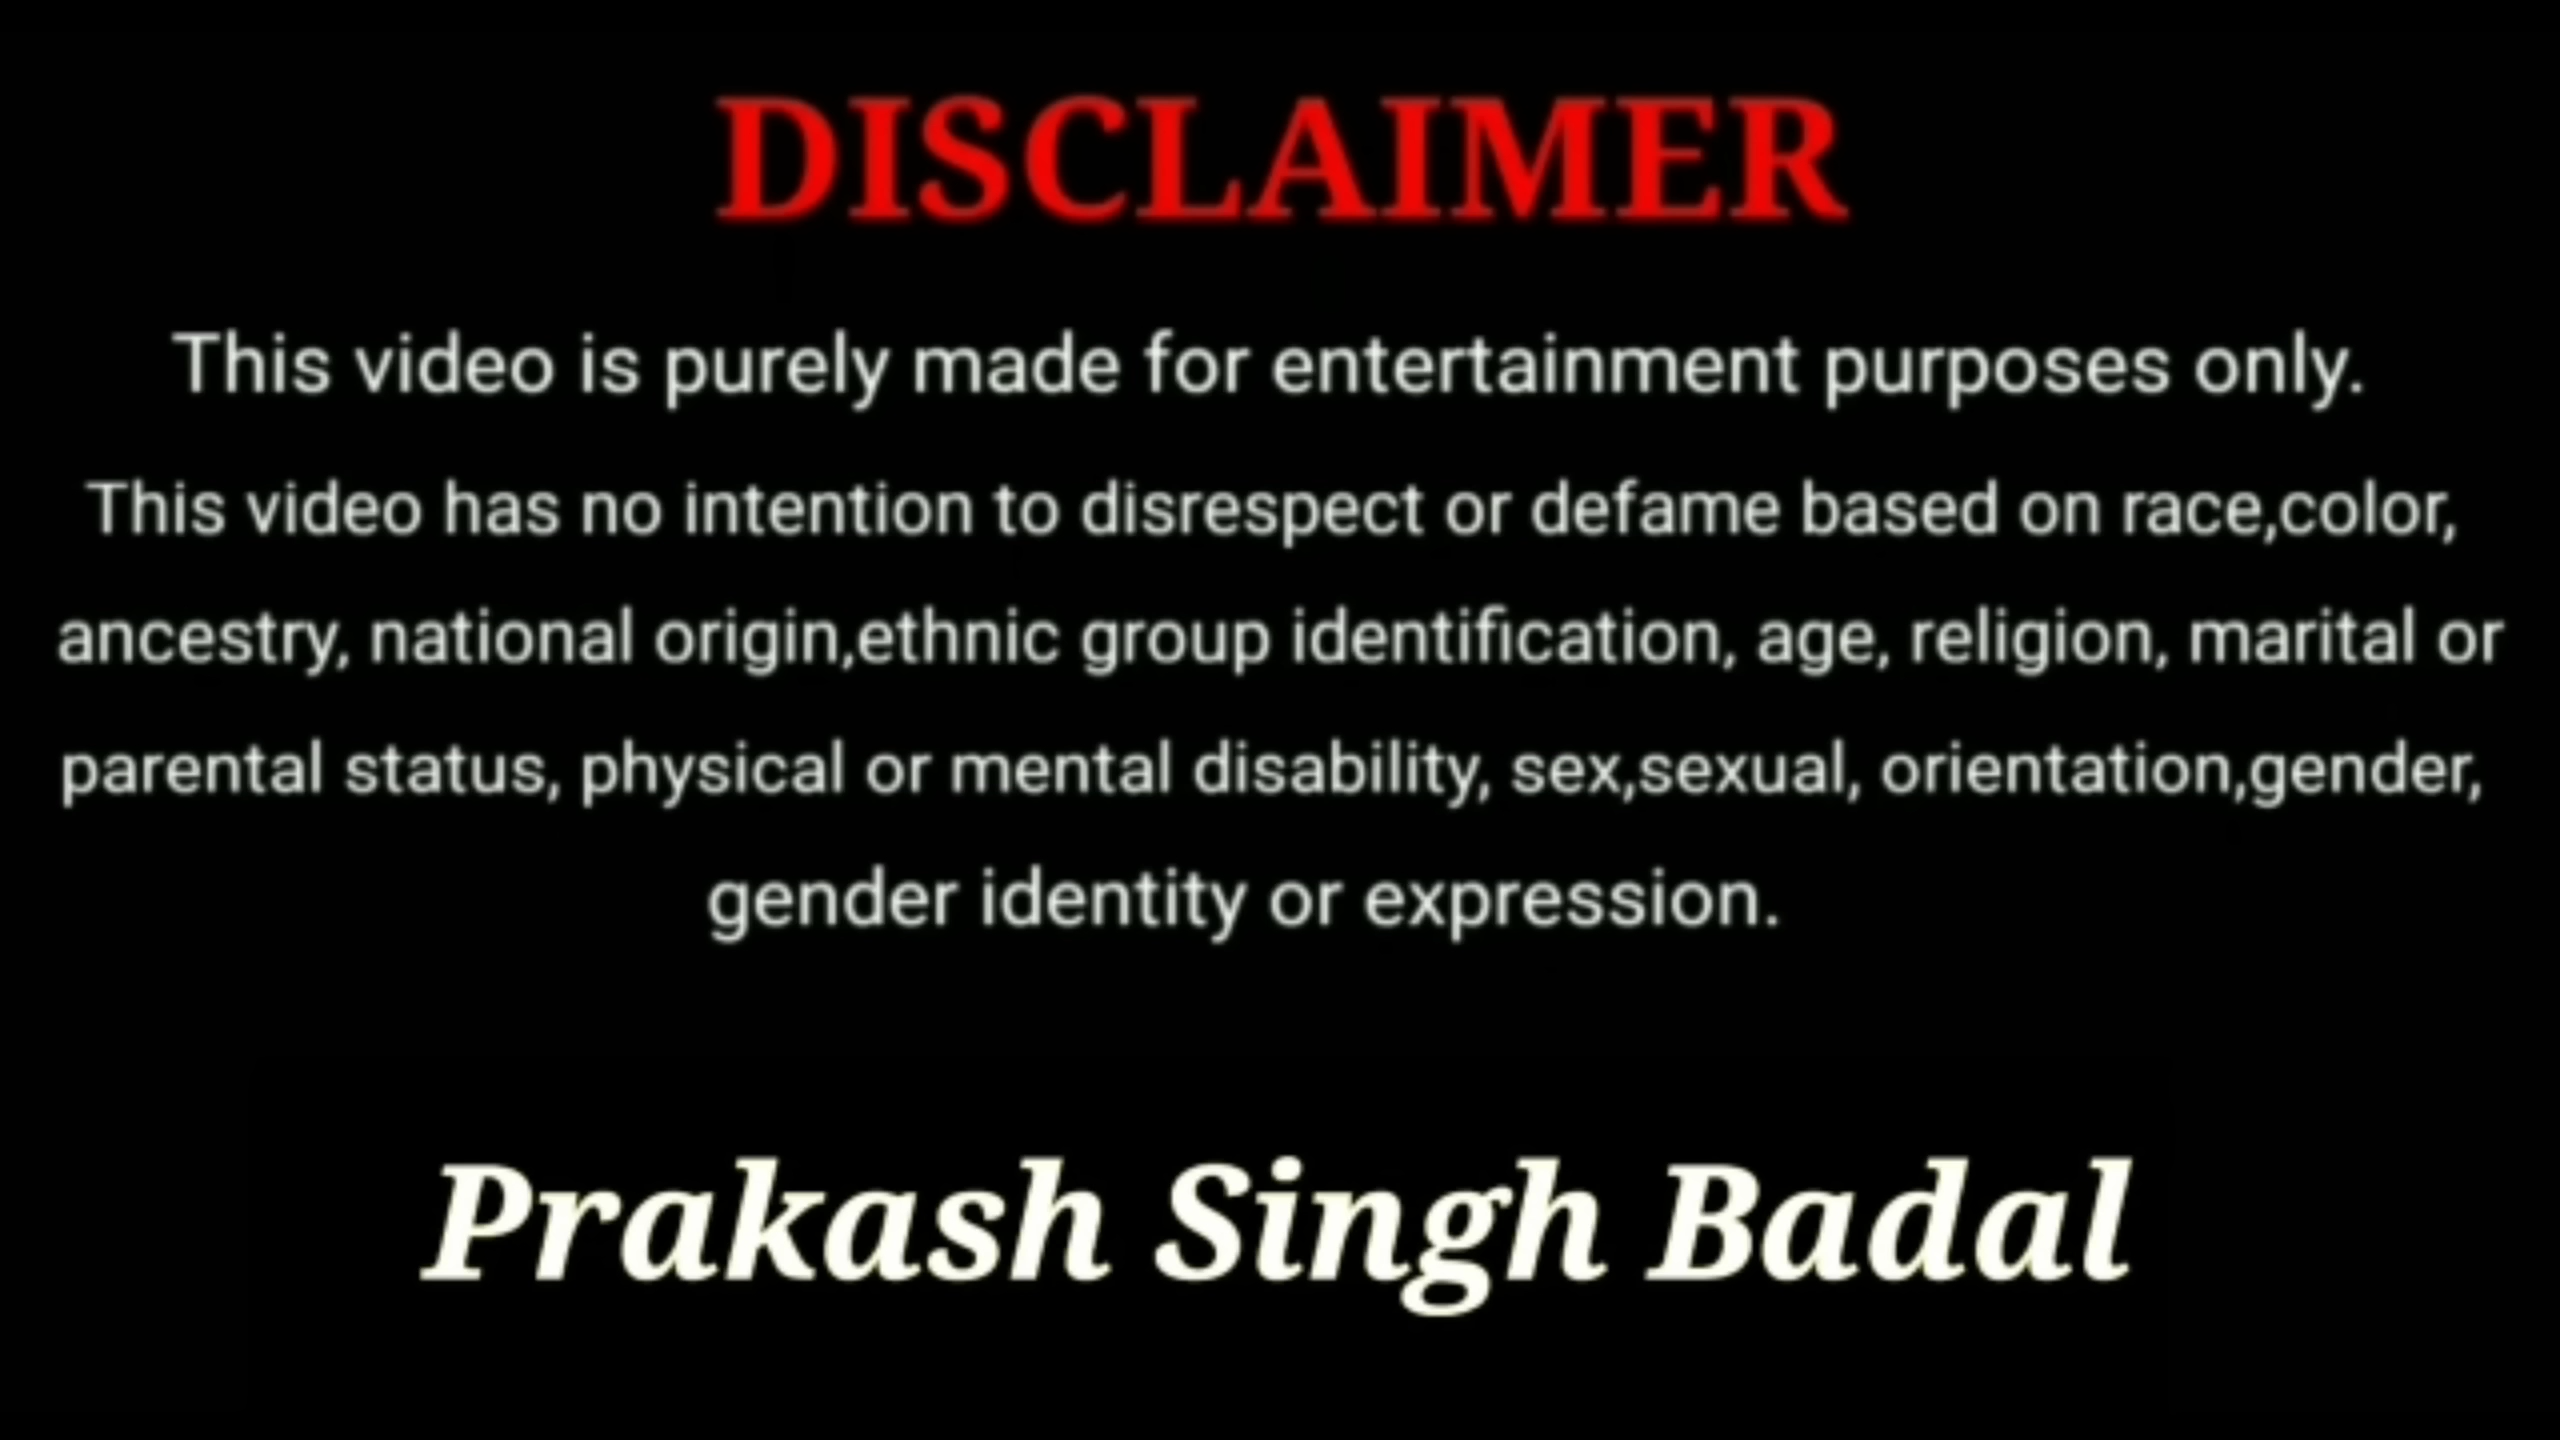 DISCLAIMER
This video is purely made for entertainment purposes only.
This video has no intention to disrespect or defame based on race,color,
ancestry, national origin,ethnic group identification, age, religion, marital or
parental status, physical or mental disability, sex,sexual, orientation,gender,
gender identity or expression.
Prakash Singh Badal